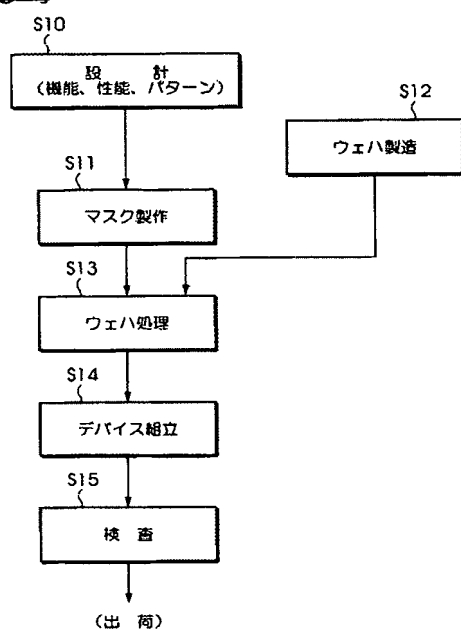 S10
設 計
(機能、性能、パターン)
S12
ウェハ製造
S11
マスク製作
S13
ウェハ処理
S14
デバイス組立
S15
検 査
(出 荷)